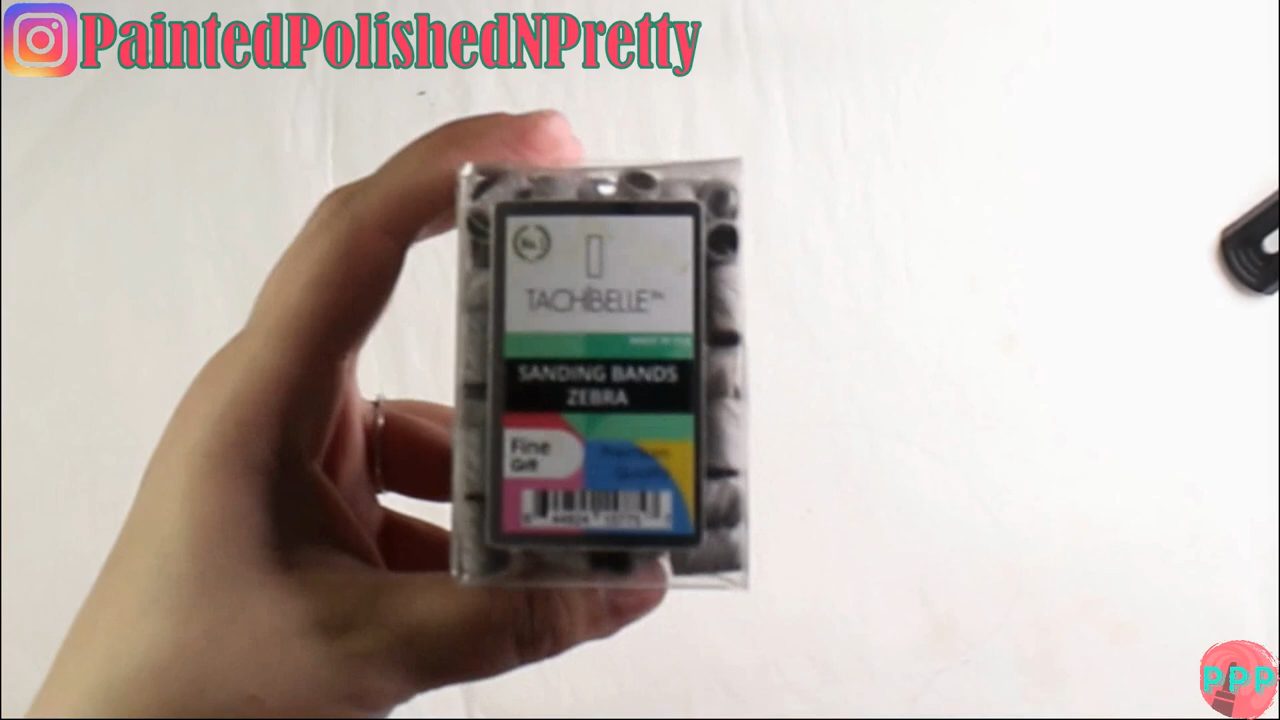 PaintedPolishedNPretty
TACHIBELLE™
SANDING BANDS
ZEBRA
Fine
Grit
PPP